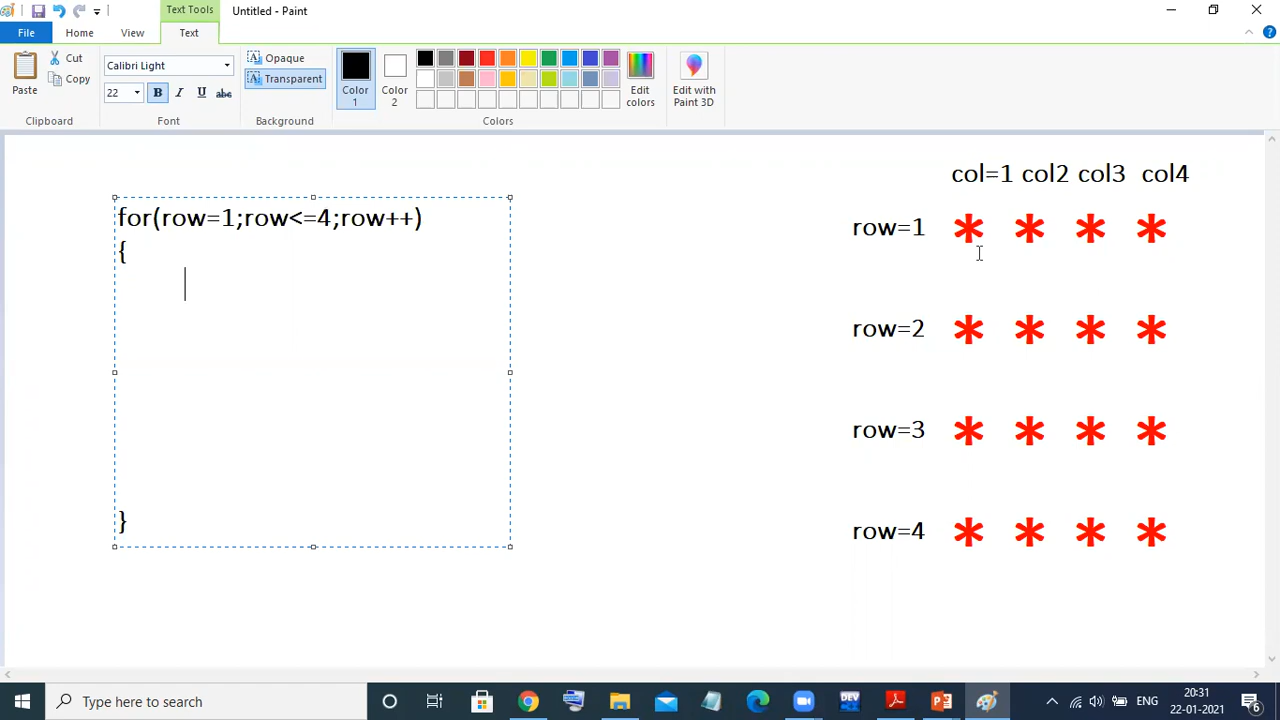 Text Tools
Untitled - Paint
File
Home
View
Text
Paste
Cut
Copy
Clipboard
Calibri Light
22
B
I
U
abc
Font
Opaque
Transparent
Background
Color 1
Color 2
Edit colors
Colors
Edit with Paint 3D
col=1 col2 col3 col4
for(row=1;row<=4;row++)
{
}
row=1 * * * *
row=2 * * * *
row=3 * * * *
row=4 * * * *
Type here to search
DEV
ENG
20:31
22-01-2021
6